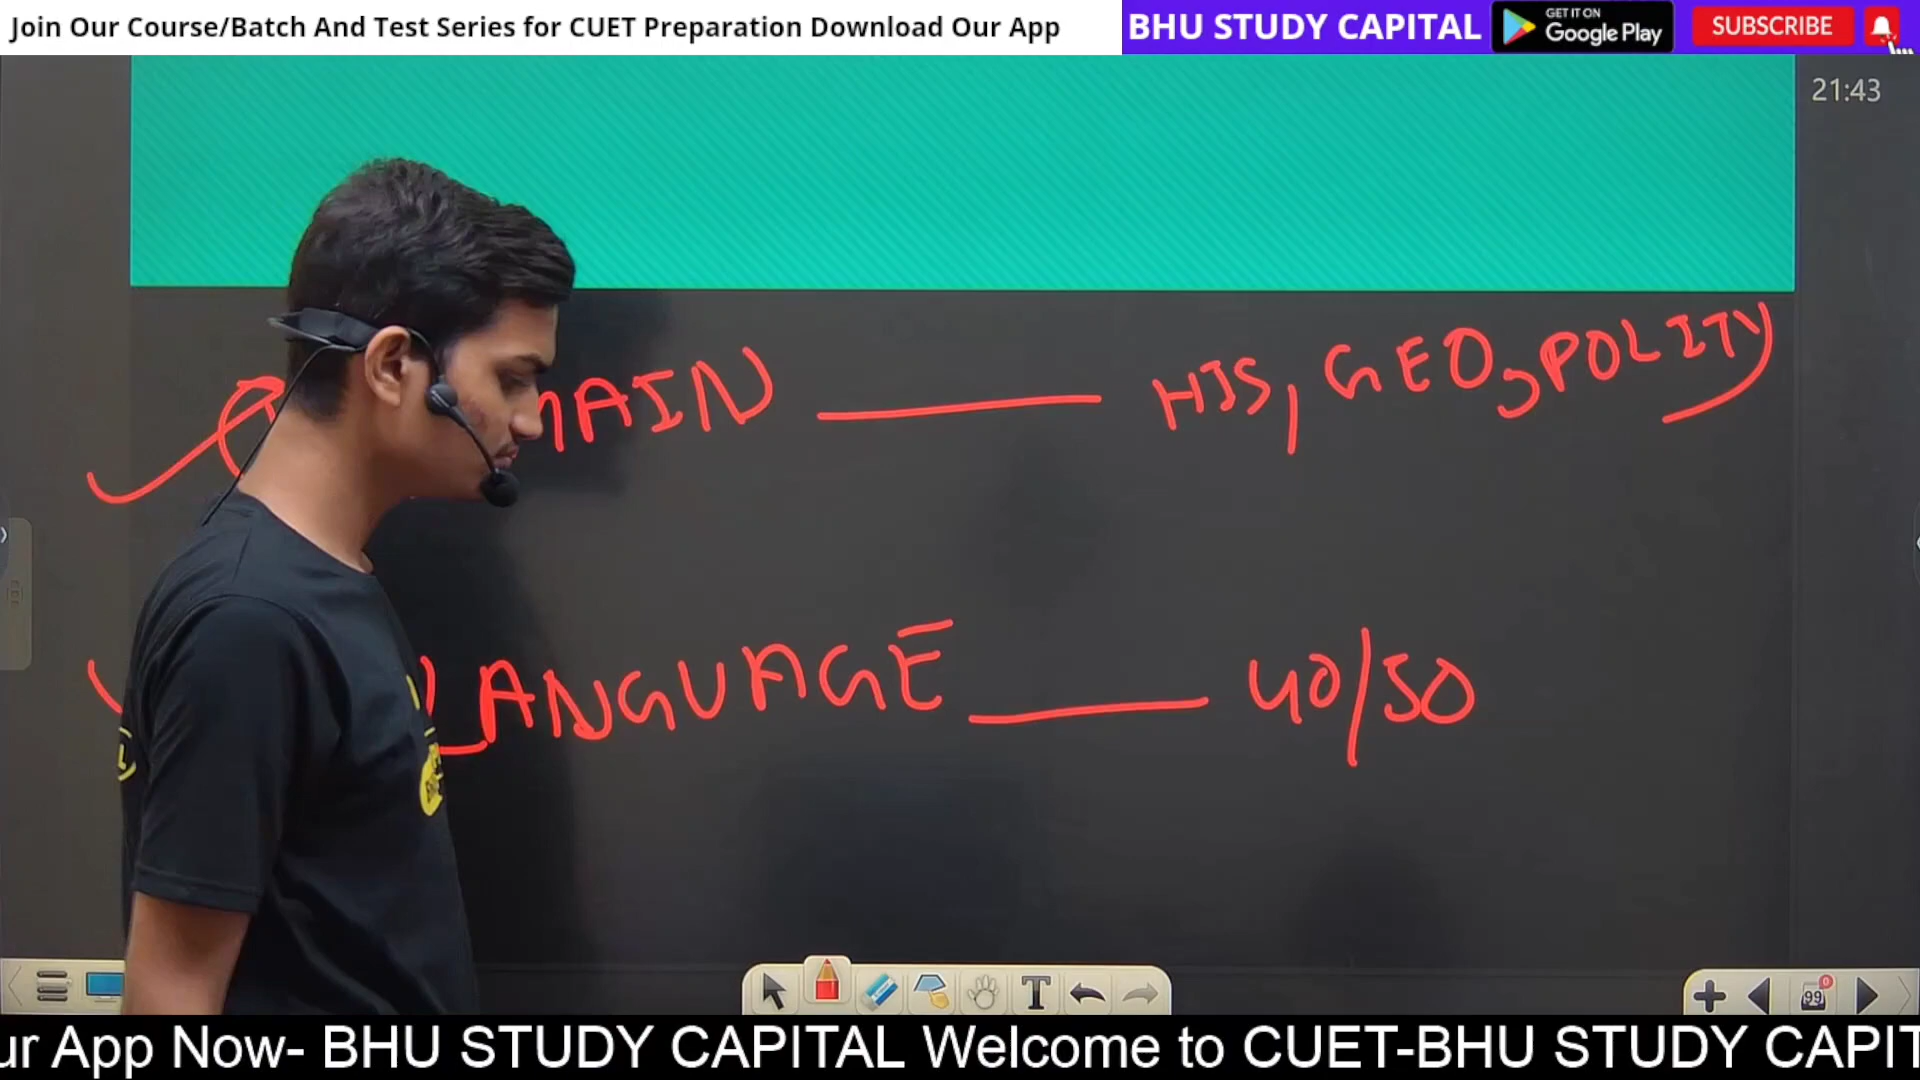 Join Our Course/Batch And Test Series for CUET Preparation Download Our App
BHU STUDY CAPITAL
GET IT ON
Google Play
SUBSCRIBE
21:43
MAIN — HIS, GEO, POLITY
LANGUAGE — 40/50
T
99
0
ur App Now- BHU STUDY CAPITAL Welcome to CUET-BHU STUDY CAPIT